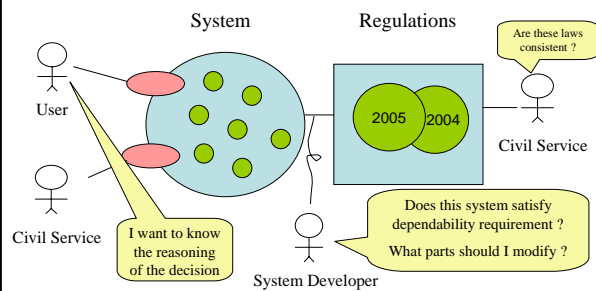 System
Regulations
Are these laws
consistent ?
User
2005
2004
Civil Service
Civil Service
I want to know
the reasoning
of the decision
System Developer
Does this system satisfy
dependability requirement ?
What parts should I modify ?